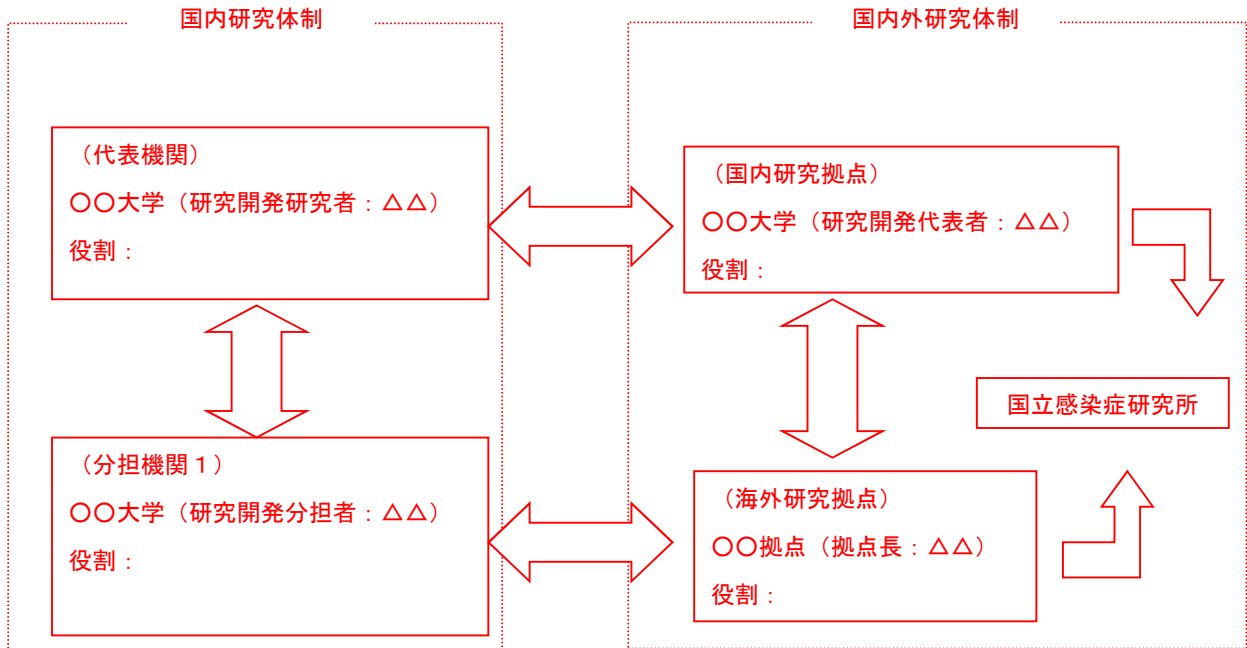 国内研究体制
(代表機関)
〇〇大学(研究開発研究者:△△)
役割:
(分担機関1)
〇〇大学(研究開発分担者:△△)
役割:
国内外研究体制
(国内研究拠点)
〇〇大学(研究開発代表者:△△)
役割:
国立感染症研究所
(海外研究拠点)
〇〇拠点(拠点長:△△)
役割: